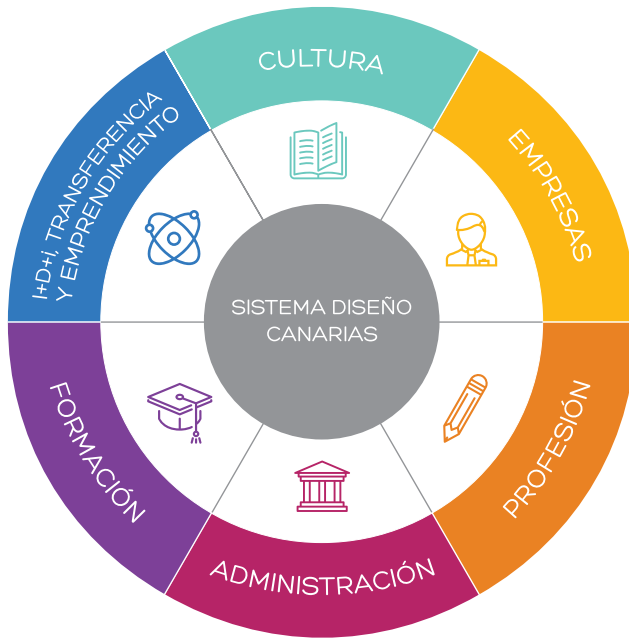 CULTURA
EMPRESAS
PROFESIÓN
ADMINISTRACIÓN
FORMACIÓN
I+D+I, TRANSFERENCIA
Y EMPRENDIMIENTO
SISTEMA DISEÑO
CANARIAS